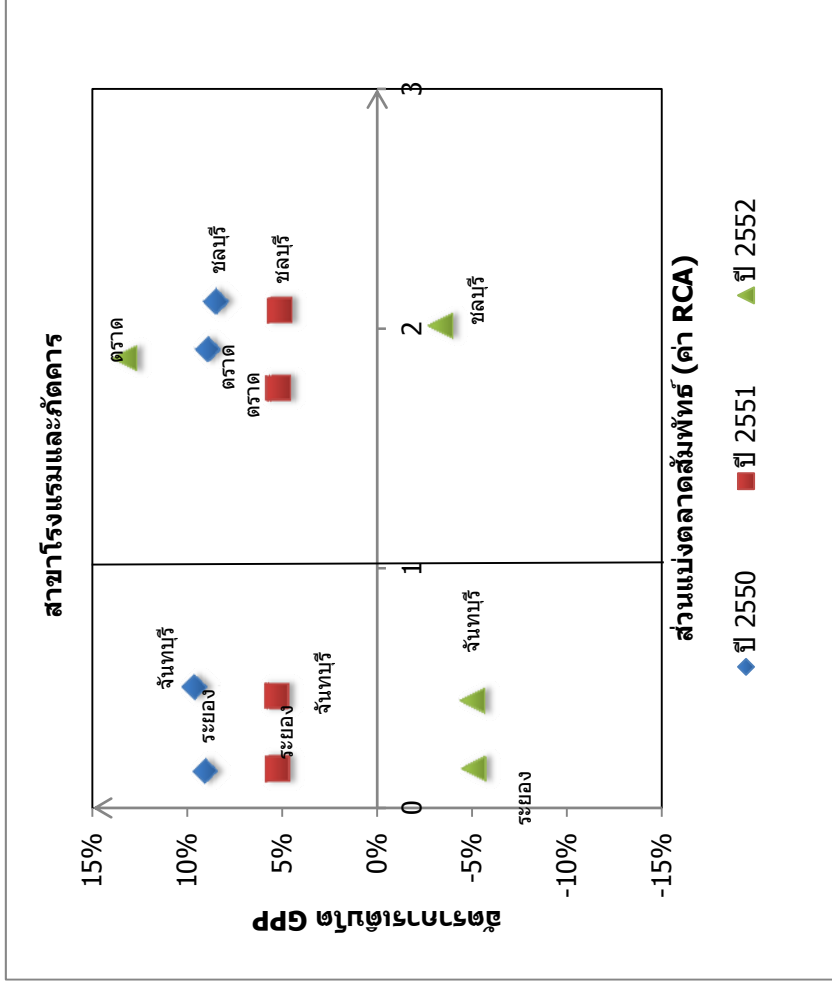 สาขาโรงแรมและภัตตคาร
15%
10%
5%
0%
-5%
-10%
-15%
อัตราการเติบโต GPP
0
1
2
3
ตราด
ชลบุรี
ตราด
ชลบุรี
ตราด
จันทบุรี
ระยอง
จันทบุรี
ระยอง
ชลบุรี
จันทบุรี
ระยอง
ส่วนแบ่งตลาดสัมพัทธ์ (ค่า RCA)
ปี 2550
ปี 2551
ปี 2552